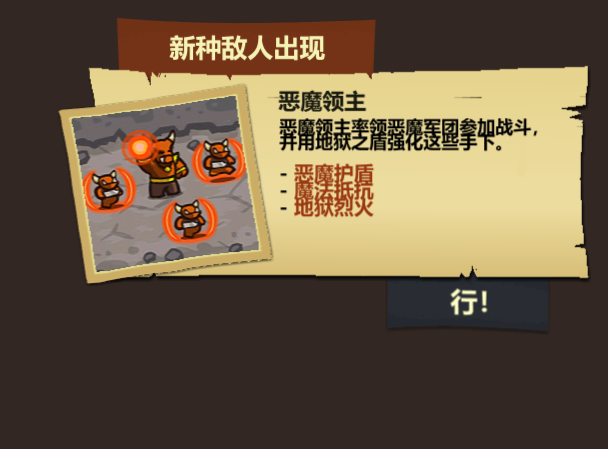 新种敌人出现
恶魔领主
恶魔领主率领恶魔军团参加战斗，
并用地狱之盾强化这些手下。
- 恶魔护盾
- 魔法抵抗
- 地狱烈火
行！